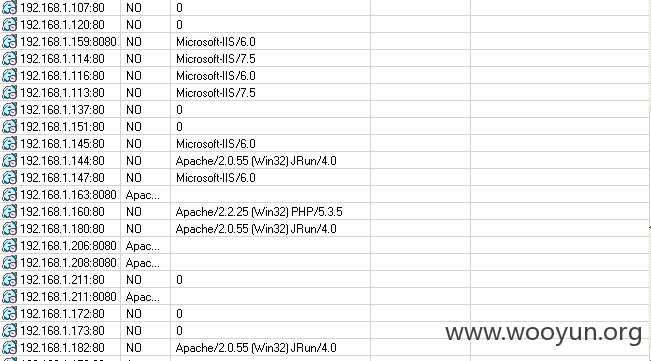 192.168.1.107:80 NO 0
192.168.1.120:80 NO 0
192.168.1.159:8080 NO Microsoft-IIS/6.0
192.168.1.114:80 NO Microsoft-IIS/7.5
192.168.1.116:80 NO Microsoft-IIS/6.0
192.168.1.113:80 NO Microsoft-IIS/7.5
192.168.1.137:80 NO 0
192.168.1.151:80 NO 0
192.168.1.145:80 NO Microsoft-IIS/6.0
192.168.1.144:80 NO Apache/2.0.55 (Win32) JRun/4.0
192.168.1.147:80 NO Microsoft-IIS/6.0
192.168.1.163:8080 Apac...
192.168.1.160:80 NO Apache/2.2.25 (Win32) PHP/5.3.5
192.168.1.180:80 NO Apache/2.0.55 (Win32) JRun/4.0
192.168.1.206:8080 Apac...
192.168.1.208:8080 Apac...
192.168.1.211:80 NO 0
192.168.1.211:8080 Apac...
192.168.1.172:80 NO 0
192.168.1.173:80 NO 0
192.168.1.182:80 NO Apache/2.0.55 (Win32) JRun/4.0
www.wooyun.org